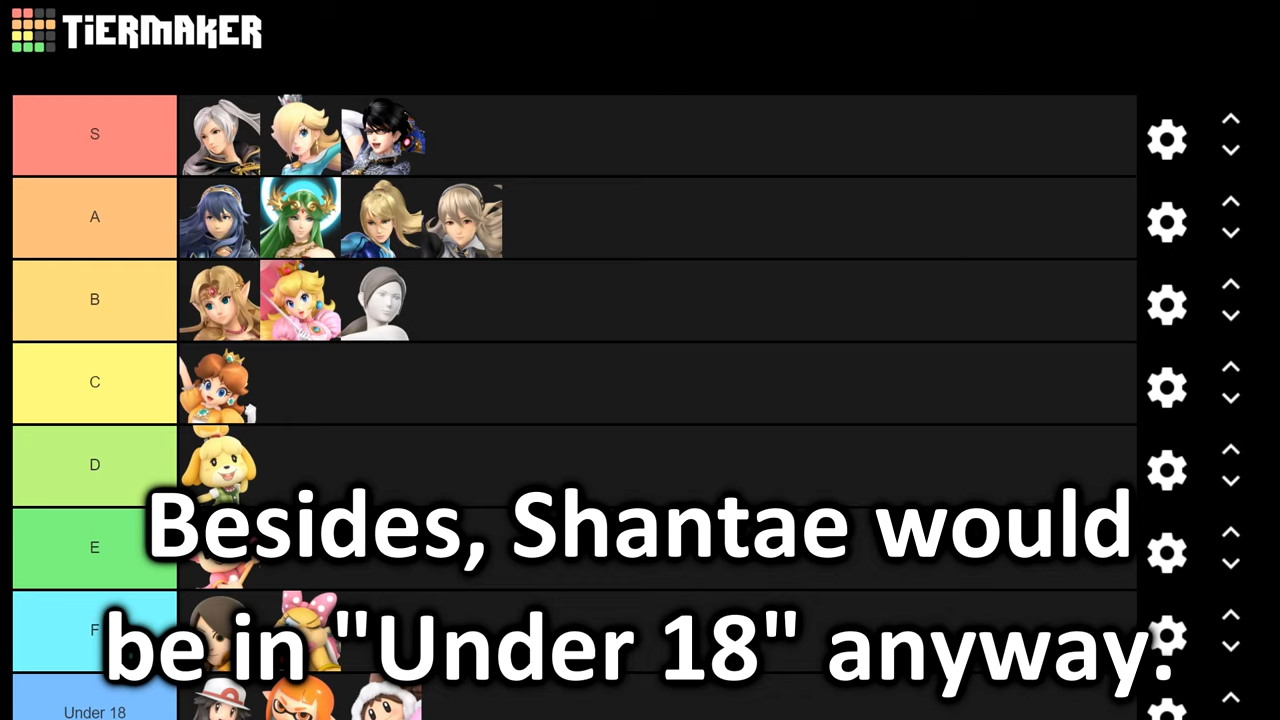 TIERMAKER
S
A
B
C
D
E
F
Under 18
Besides, Shantae would
be in "Under 18" anyway.